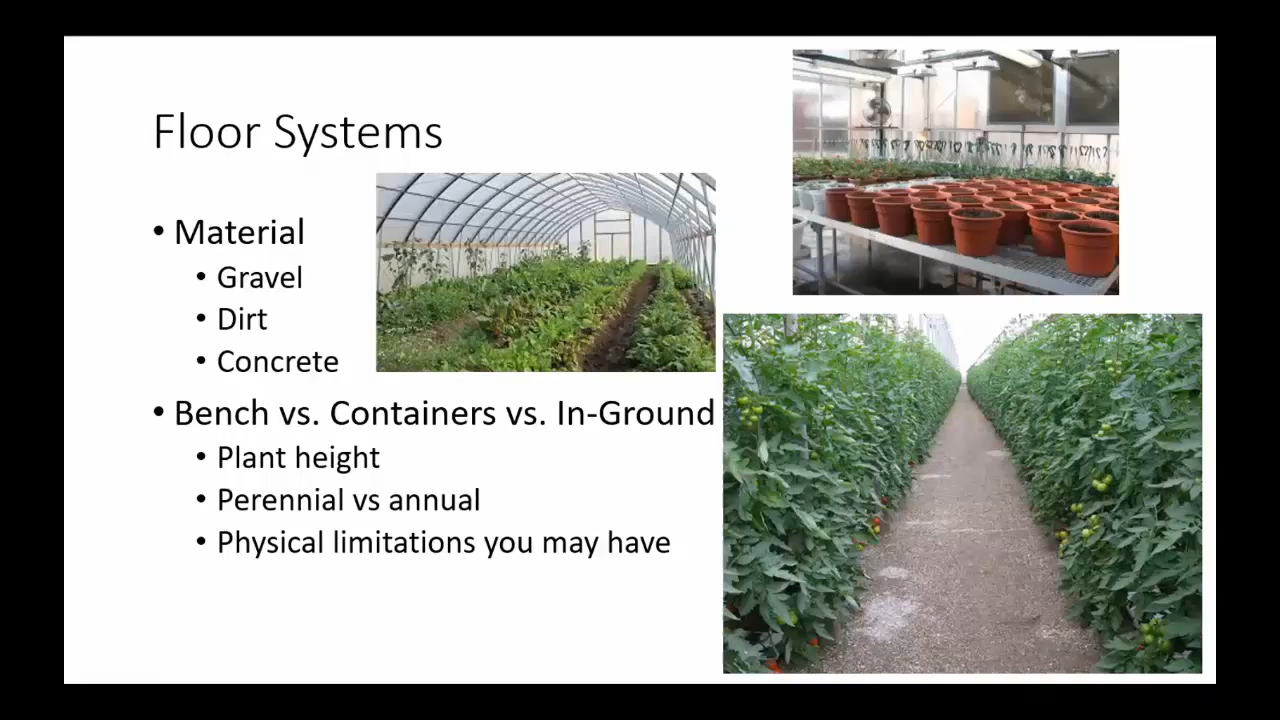 Floor Systems
• Material
• Gravel
• Dirt
• Concrete
• Bench vs. Containers vs. In-Ground
• Plant height
• Perennial vs annual
• Physical limitations you may have